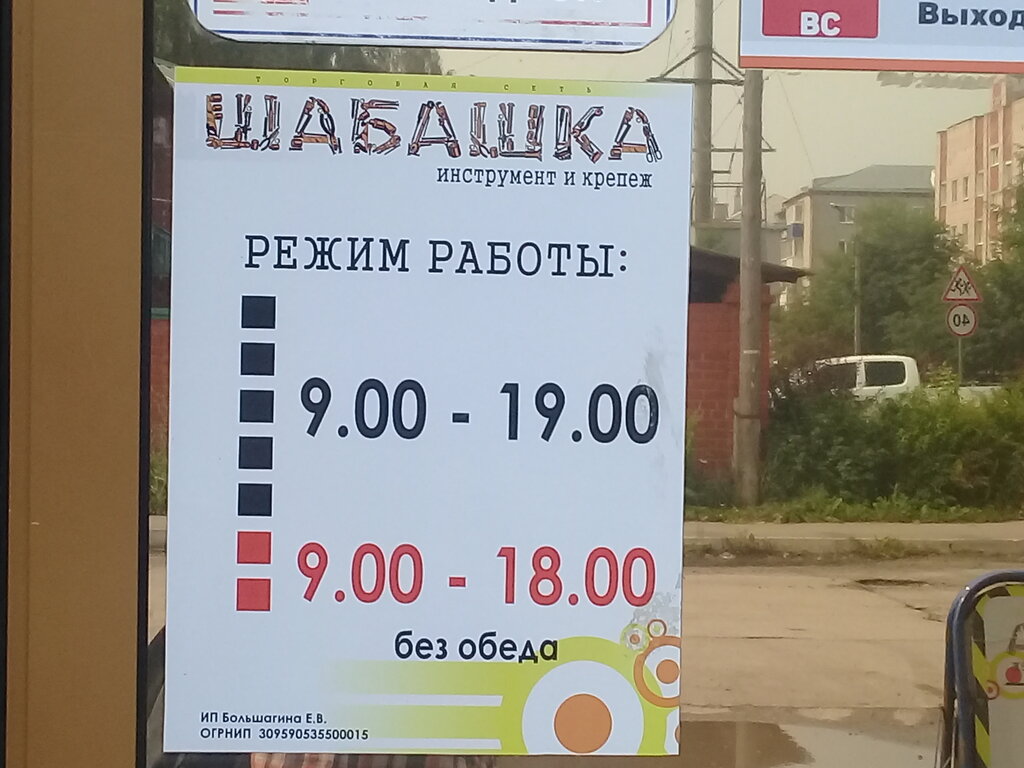 ВС
Выход
ТОРГОВАЯ СЕТЬ
ШАБАШКА
инструмент и крепеж
РЕЖИМ РАБОТЫ:
9.00 - 19.00
9.00 - 18.00
без обеда
ИП Большагина Е.В.
ОГРНИП 309590535500015
40